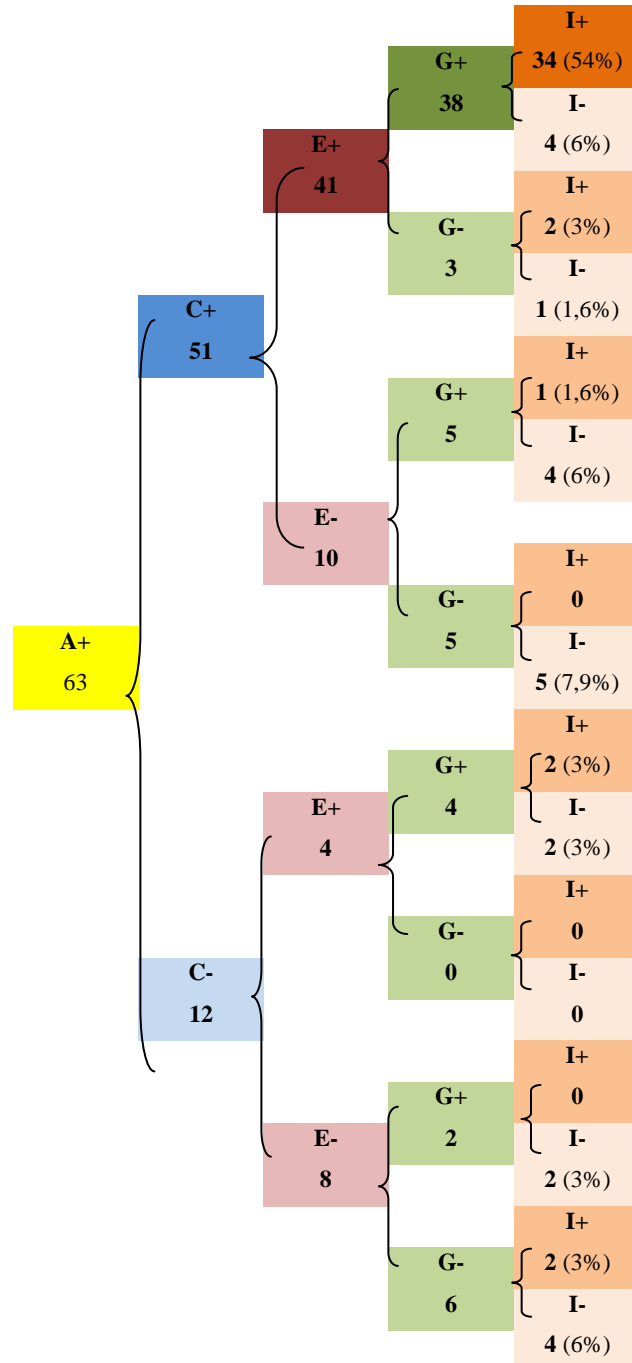 I+
34 (54%)
G+
38
I-
4 (6%)
E+
41
I+
2 (3%)
G-
3
I-
1 (1,6%)
C+
51
I+
1 (1,6%)
G+
5
I-
4 (6%)
E-
10
I+
0
G-
5
I-
5 (7,9%)
A+
63
I+
2 (3%)
G+
4
I-
2 (3%)
E+
4
I+
0
G-
0
I-
0
C-
12
I+
0
G+
2
I-
2 (3%)
E-
8
I+
2 (3%)
G-
6
I-
4 (6%)